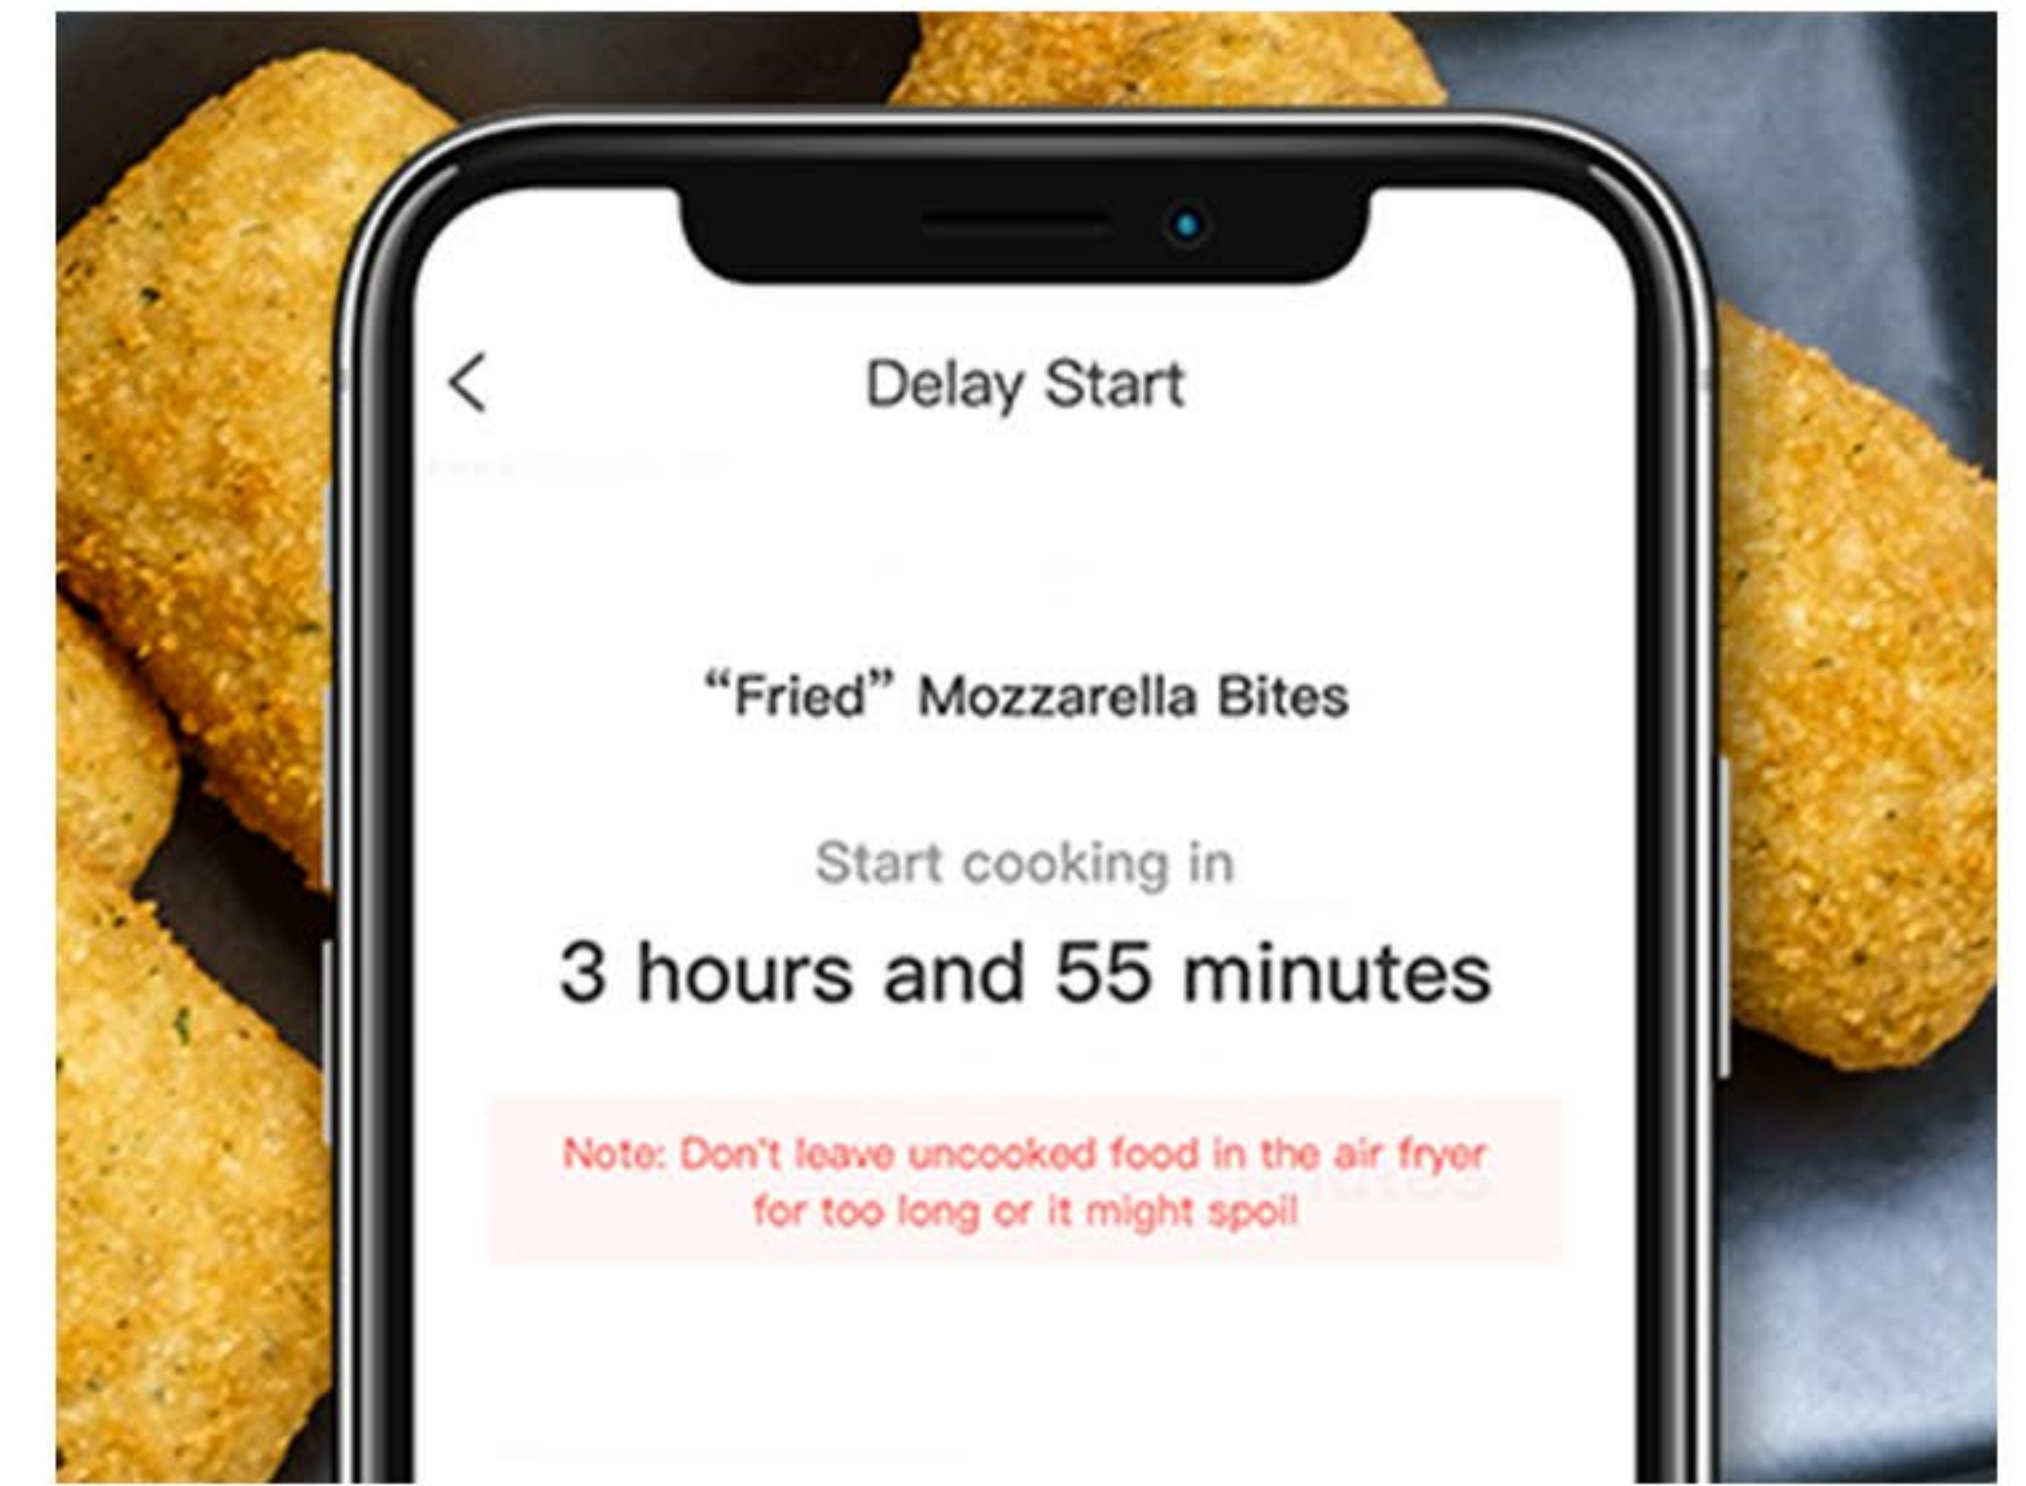 Delay Start
“Fried” Mozzarella Bites
Start cooking in
3 hours and 55 minutes
Note: Don't leave uncooked food in the air fryer
for too long or it might spoil